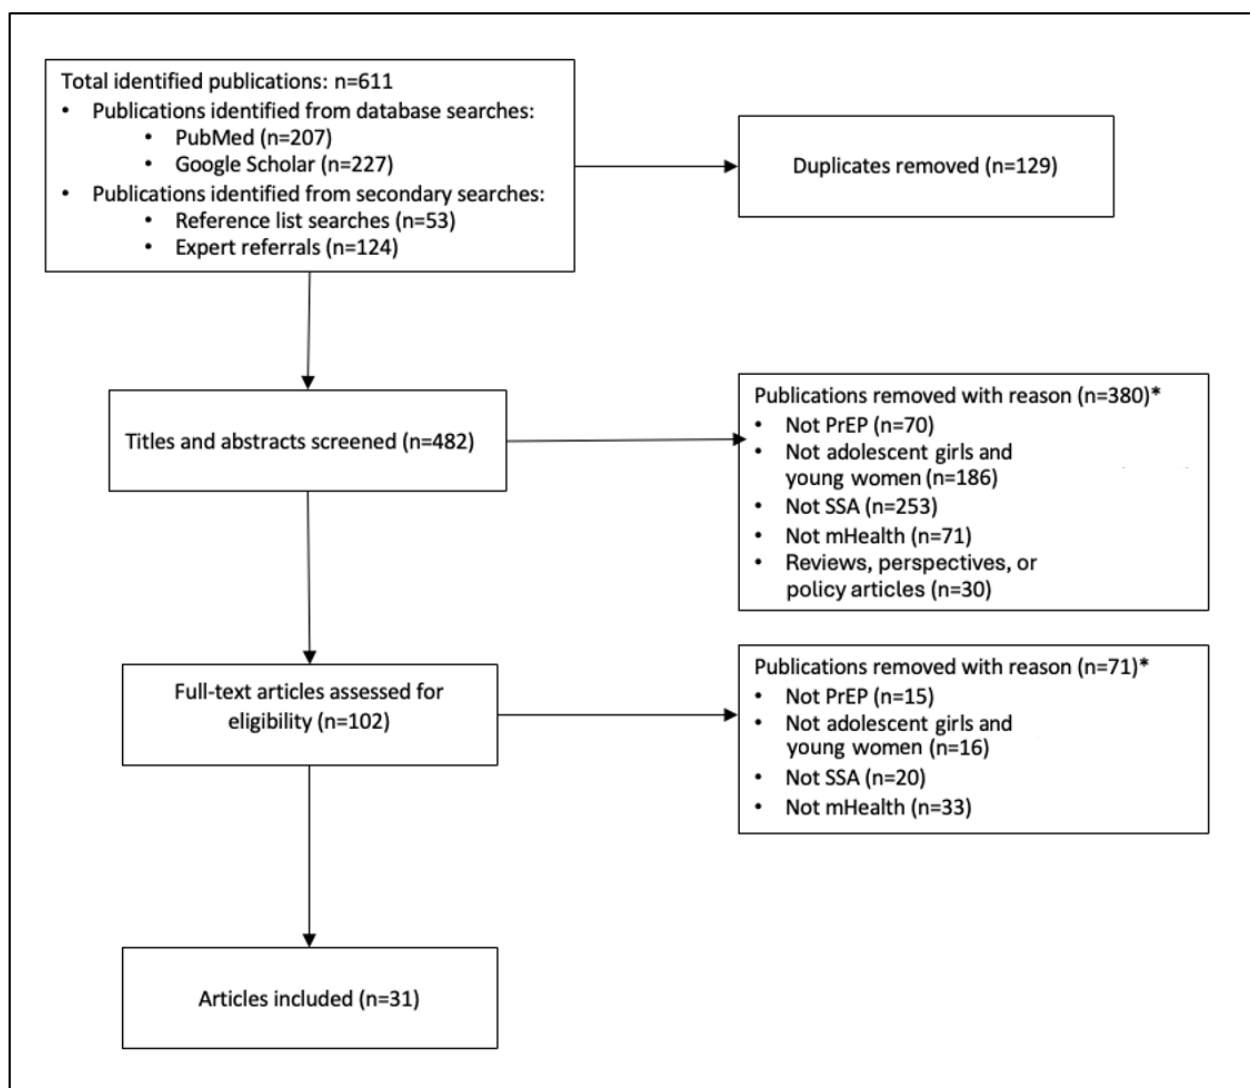 Total identified publications: n=611
• Publications identified from database searches:
• PubMed (n=207)
• Google Scholar (n=227)
• Publications identified from secondary searches:
• Reference list searches (n=53)
• Expert referrals (n=124)
Duplicates removed (n=129)
Titles and abstracts screened (n=482)
Publications removed with reason (n=380)*
• Not PrEP (n=70)
• Not adolescent girls and
young women (n=186)
• Not SSA (n=253)
• Not mHealth (n=71)
• Reviews, perspectives, or
policy articles (n=30)
Full-text articles assessed for
eligibility (n=102)
Publications removed with reason (n=71)*
• Not PrEP (n=15)
• Not adolescent girls and
young women (n=16)
• Not SSA (n=20)
• Not mHealth (n=33)
Articles included (n=31)